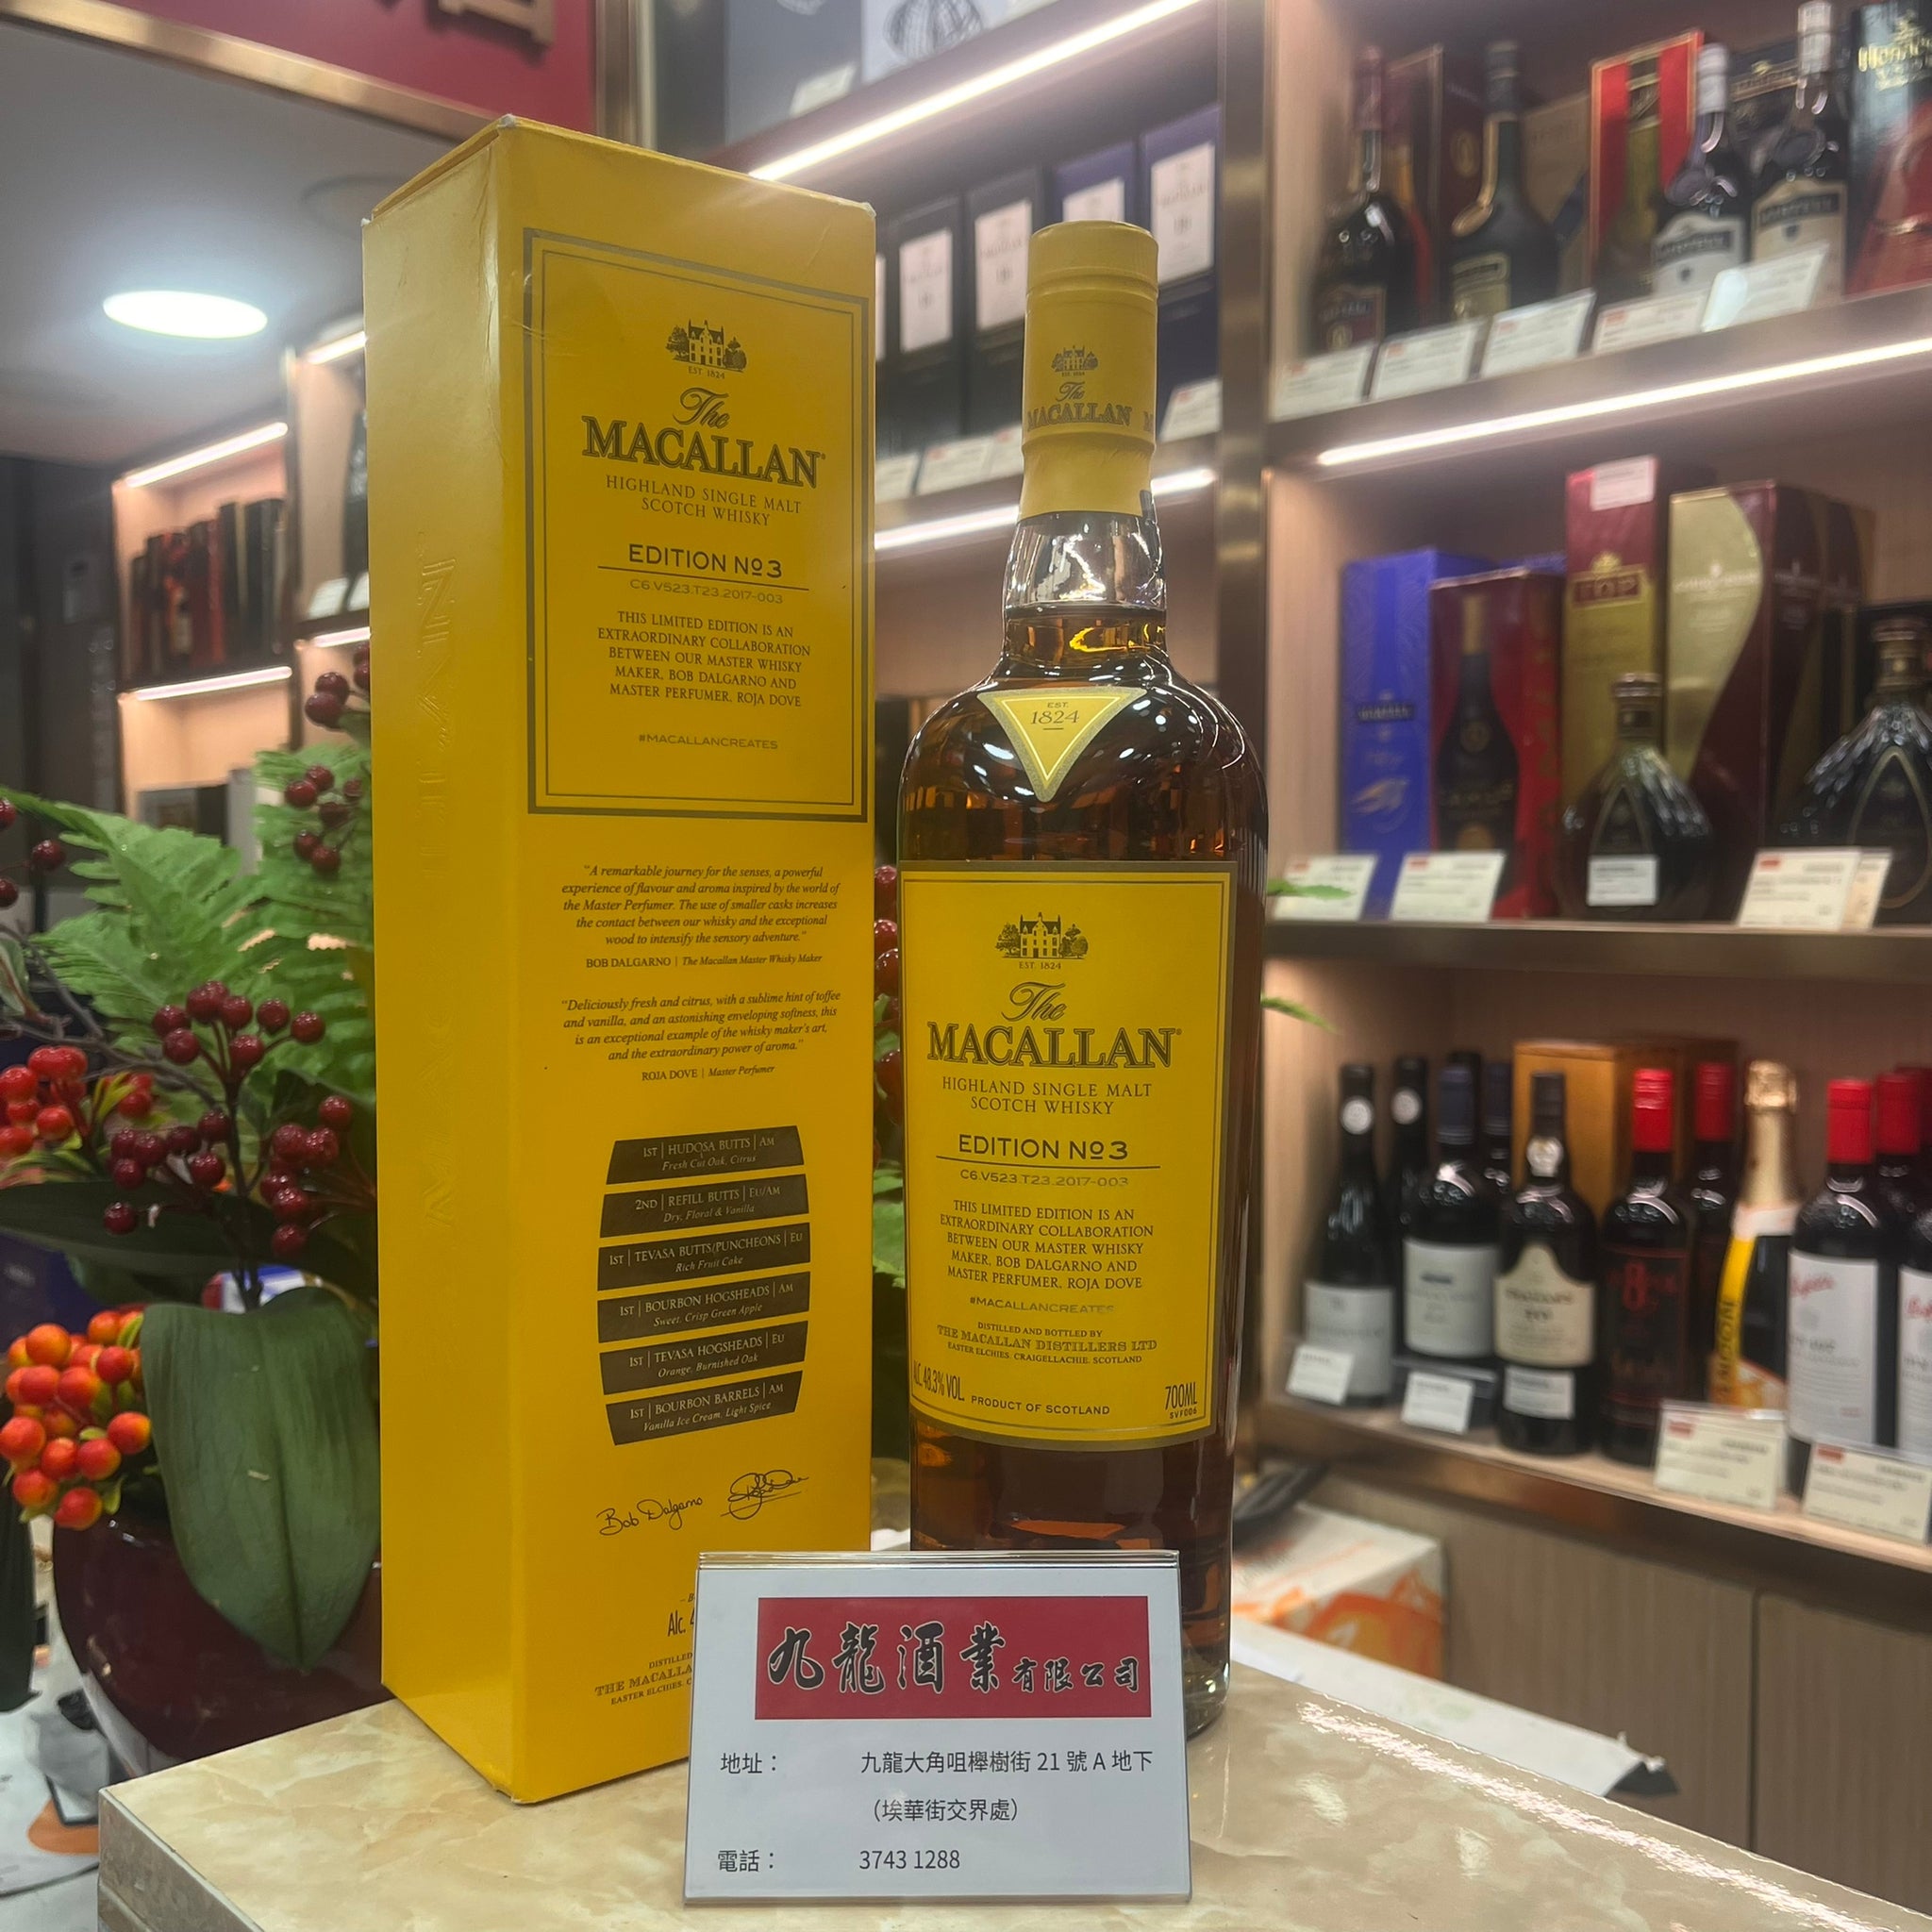 EST. 1824
The
MACALLAN
HIGHLAND SINGLE MALT
SCOTCH WHISKY
EDITION Nº 3
C6.V523.T23.2017-003
THIS LIMITED EDITION IS AN
EXTRAORDINARY COLLABORATION
BETWEEN OUR MASTER WHISKY
MAKER, BOB DALGARNO AND
MASTER PERFUMER, ROJA DOVE
#MACALLANCREATES
“A remarkable journey for the senses, a powerful
experience of flavour and aroma inspired by the world of
the Master Perfumer. The use of smaller casks increases
the contact between our whisky and the exceptional
wood to intensify the sensory adventure.”
BOB DALGARNO | The Macallan Master Whisky Maker
“Deliciously fresh and citrus, with a sublime hint of toffee
and vanilla, and an astonishing enveloping softness, this
is an exceptional example of the whisky maker's art,
and the extraordinary power of aroma.”
ROJA DOVE | Master Perfumer
1ST | HUDOSA BUTTS | AM
Fresh Cut Oak, Citrus
2ND | REFILL BUTTS | EU/AM
Dry, Floral & Vanilla
1ST | TEVASA BUTTS/PUNCHEONS | EU
Rich Fruit Cake
1ST | BOURBON HOGSHEADS | AM
Sweet, Crisp Green Apple
1ST | TEVASA HOGSHEADS | EU
Orange, Burnished Oak
1ST | BOURBON BARRELS | AM
Vanilla Ice Cream, Light Spice
Bob Dalgarno
Alc. 4
DISTILLED
THE MACALLA
EASTER ELCHIES, C
EST. 1824
The
MACALLAN
EST.
1824
EST. 1824
The
MACALLAN
HIGHLAND SINGLE MALT
SCOTCH WHISKY
EDITION Nº 3
C6.V523.T23.2017-003
THIS LIMITED EDITION IS AN
EXTRAORDINARY COLLABORATION
BETWEEN OUR MASTER WHISKY
MAKER, BOB DALGARNO AND
MASTER PERFUMER, ROJA DOVE
#MACALLANCREATES
DISTILLED AND BOTTLED BY
THE MACALLAN DISTILLERS LTD
EASTER ELCHIES, CRAIGELLACHIE, SCOTLAND
ALC. 48.3% VOL. PRODUCT OF SCOTLAND 700ML
SVF006
九龍酒業有限公司
地址： 九龍大角咀櫸樹街 21 號 A 地下
（埃華街交界處）
電話： 3743 1288